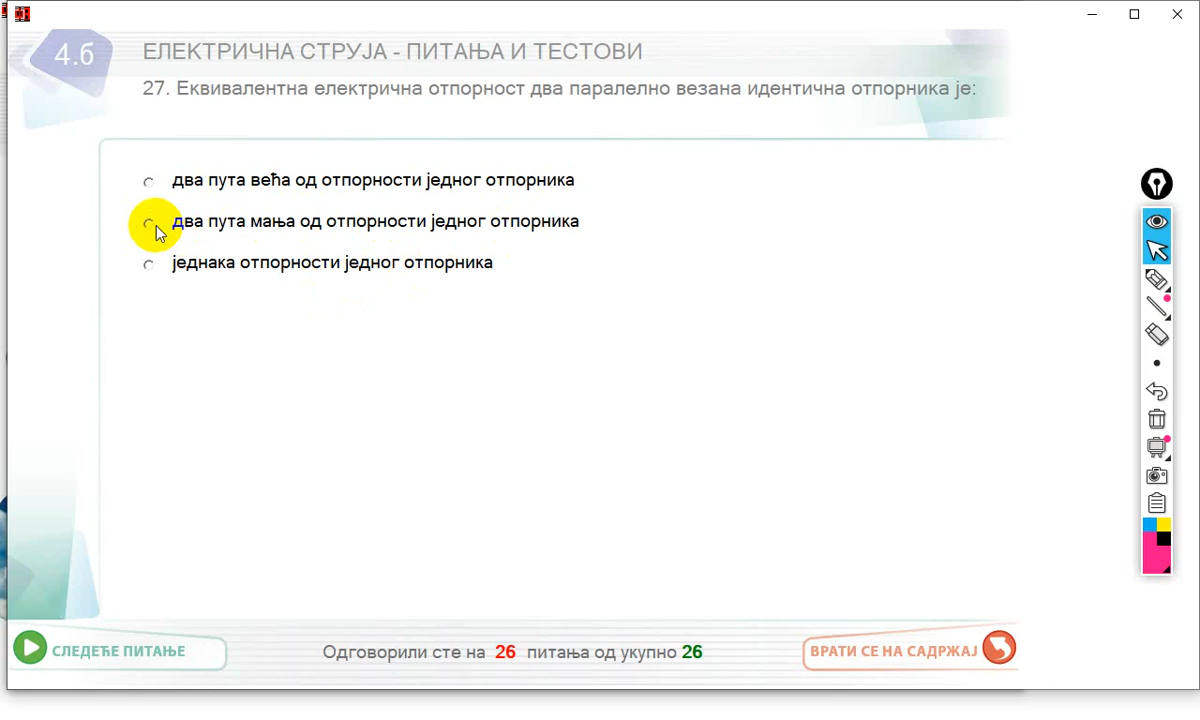 4.б
ЕЛЕКТРИЧНА СТРУЈА - ПИТАЊА И ТЕСТОВИ
27. Еквивалентна електрична отпорност два паралелно везана идентична отпорника је:
два пута већа од отпорности једног отпорника
два пута мања од отпорности једног отпорника
једнака отпорности једног отпорника
СЛЕДЕЋЕ ПИТАЊЕ
Одговорили сте на 26 питања од укупно 26
ВРАТИ СЕ НА САДРЖАЈ